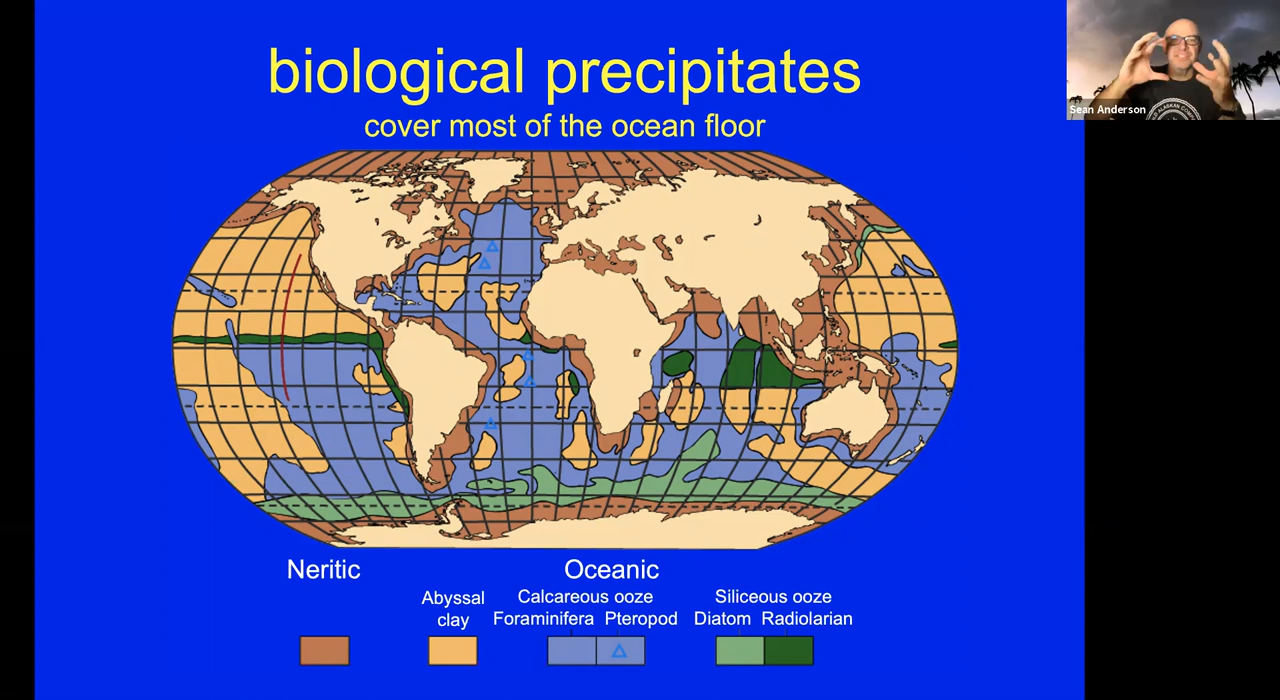 biological precipitates
cover most of the ocean floor
Sean Anderson
Neritic
Oceanic
Abyssal
clay
Calcareous ooze
Foraminifera Pteropod
Siliceous ooze
Diatom Radiolarian